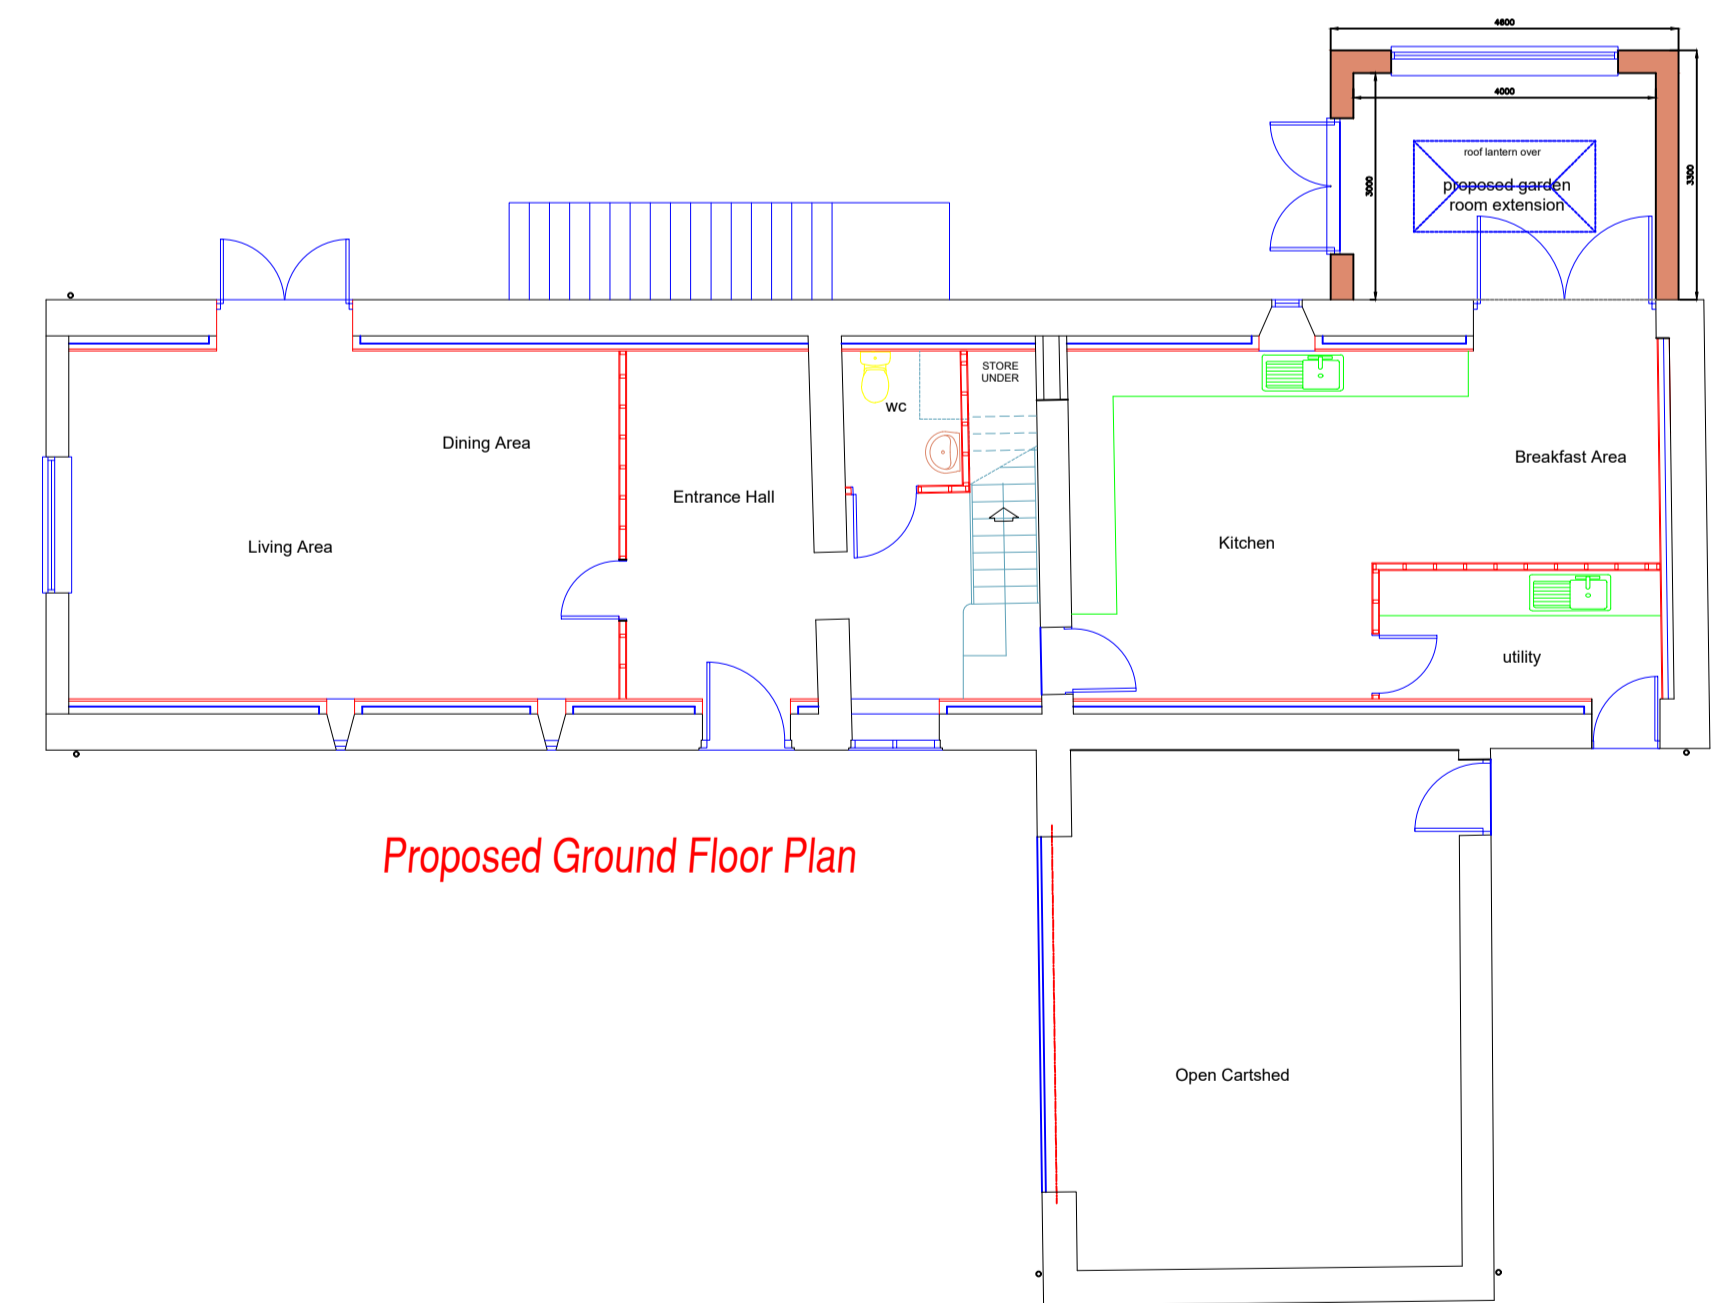 4600
4000
roof lantern over
3000
3300
proposed garden
room extension
STORE
UNDER
WC
Dining Area
Breakfast Area
Entrance Hall
Living Area
Kitchen
utility
Proposed Ground Floor Plan
Open Cartshed